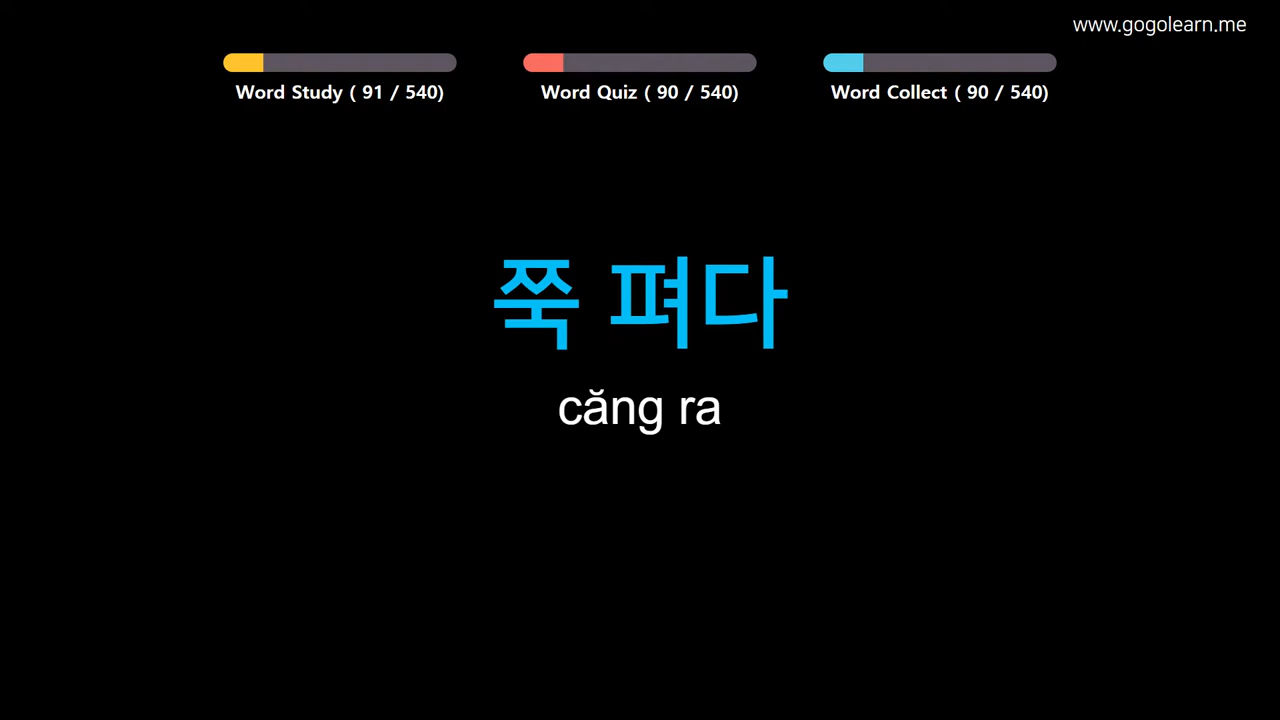 www.gogolearn.me
Word Study ( 91 / 540)
Word Quiz ( 90 / 540)
Word Collect ( 90 / 540)
쭉 펴다
căng ra